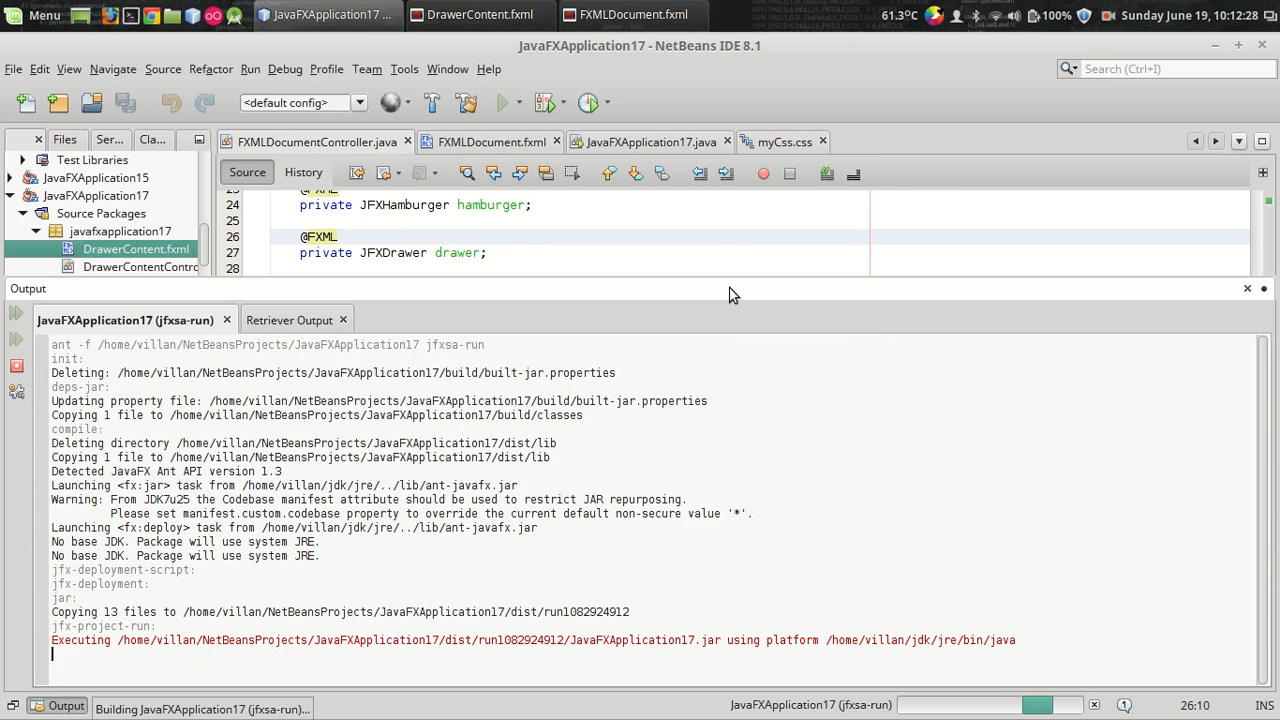 Menu
JavaFXApplication17 ...
DrawerContent.fxml
FXMLDocument.fxml
61.3°C
100%
Sunday June 19, 10:12:28
JavaFXApplication17 - NetBeans IDE 8.1
File Edit View Navigate Source Refactor Run Debug Profile Team Tools Window Help
Search (Ctrl+I)
<default config>
Files Ser... Cla...
FXMLDocumentController.java FXMLDocument.fxml JavaFXApplication17.java myCss.css
Test Libraries
JavaFXApplication15
JavaFXApplication17
Source Packages
javafxapplication17
DrawerContent.fxml
DrawerContentContro
Source History
23 @FXML
24 private JFXHamburger hamburger;
25
26 @FXML
27 private JFXDrawer drawer;
28
Output
JavaFXApplication17 (jfxsa-run) Retriever Output
ant -f /home/villan/NetBeansProjects/JavaFXApplication17 jfxsa-run
init:
Deleting: /home/villan/NetBeansProjects/JavaFXApplication17/build/built-jar.properties
deps-jar:
Updating property file: /home/villan/NetBeansProjects/JavaFXApplication17/build/built-jar.properties
Copying 1 file to /home/villan/NetBeansProjects/JavaFXApplication17/build/classes
compile:
Deleting directory /home/villan/NetBeansProjects/JavaFXApplication17/dist/lib
Copying 1 file to /home/villan/NetBeansProjects/JavaFXApplication17/dist/lib
Detected JavaFX Ant API version 1.3
Launching <fx:jar> task from /home/villan/jdk/jre/../lib/ant-javafx.jar
Warning: From JDK7u25 the Codebase manifest attribute should be used to restrict JAR repurposing.
Please set manifest.custom.codebase property to override the current default non-secure value '*'.
Launching <fx:deploy> task from /home/villan/jdk/jre/../lib/ant-javafx.jar
No base JDK. Package will use system JRE.
No base JDK. Package will use system JRE.
jfx-deployment-script:
jfx-deployment:
jar:
Copying 13 files to /home/villan/NetBeansProjects/JavaFXApplication17/dist/run1082924912
jfx-project-run:
Executing /home/villan/NetBeansProjects/JavaFXApplication17/dist/run1082924912/JavaFXApplication17.jar using platform /home/villan/jdk/jre/bin/java
Output
Building JavaFXApplication17 (jfxsa-run)...
JavaFXApplication17 (jfxsa-run)
1
26:10
INS